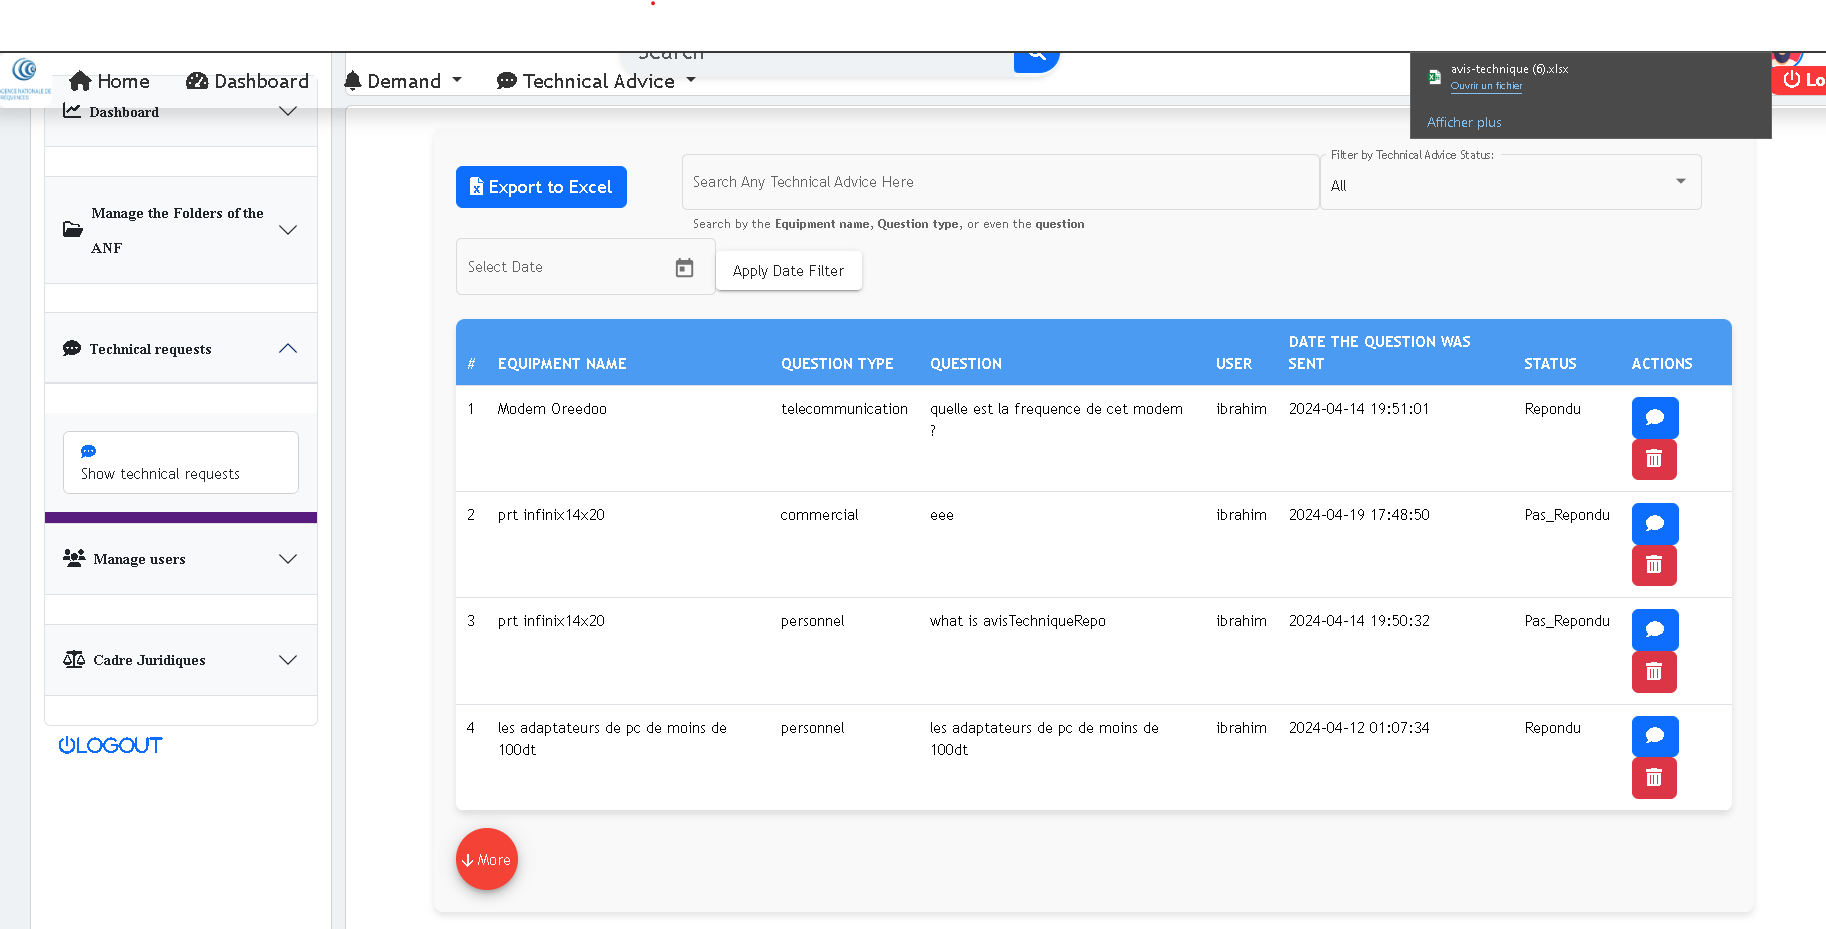 Search
Home
Dashboard
Demand
Technical Advice
avis-technique (6).xlsx
Ouvrir un fichier
Afficher plus
Dashboard
Manage the Folders of the
ANF
Technical requests
Show technical requests
Manage users
Cadre Juridiques
LOGOUT
Export to Excel
Search Any Technical Advice Here
Search by the Equipment name, Question type, or even the question
Filter by Technical Advice Status:
All
Select Date
Apply Date Filter
# EQUIPMENT NAME QUESTION TYPE QUESTION USER DATE THE QUESTION WAS
SENT STATUS ACTIONS
1 Modem Oreedoo telecommunication quelle est la frequence de cet modem
? ibrahim 2024-04-14 19:51:01 Repondu
2 prt infinix14x20 commercial eee ibrahim 2024-04-19 17:48:50 Pas_Repondu
3 prt infinix14x20 personnel what is avisTechniqueRepo ibrahim 2024-04-14 19:50:32 Pas_Repondu
4 les adaptateurs de pc de moins de
100dt personnel les adaptateurs de pc de moins de
100dt ibrahim 2024-04-12 01:07:34 Repondu
More